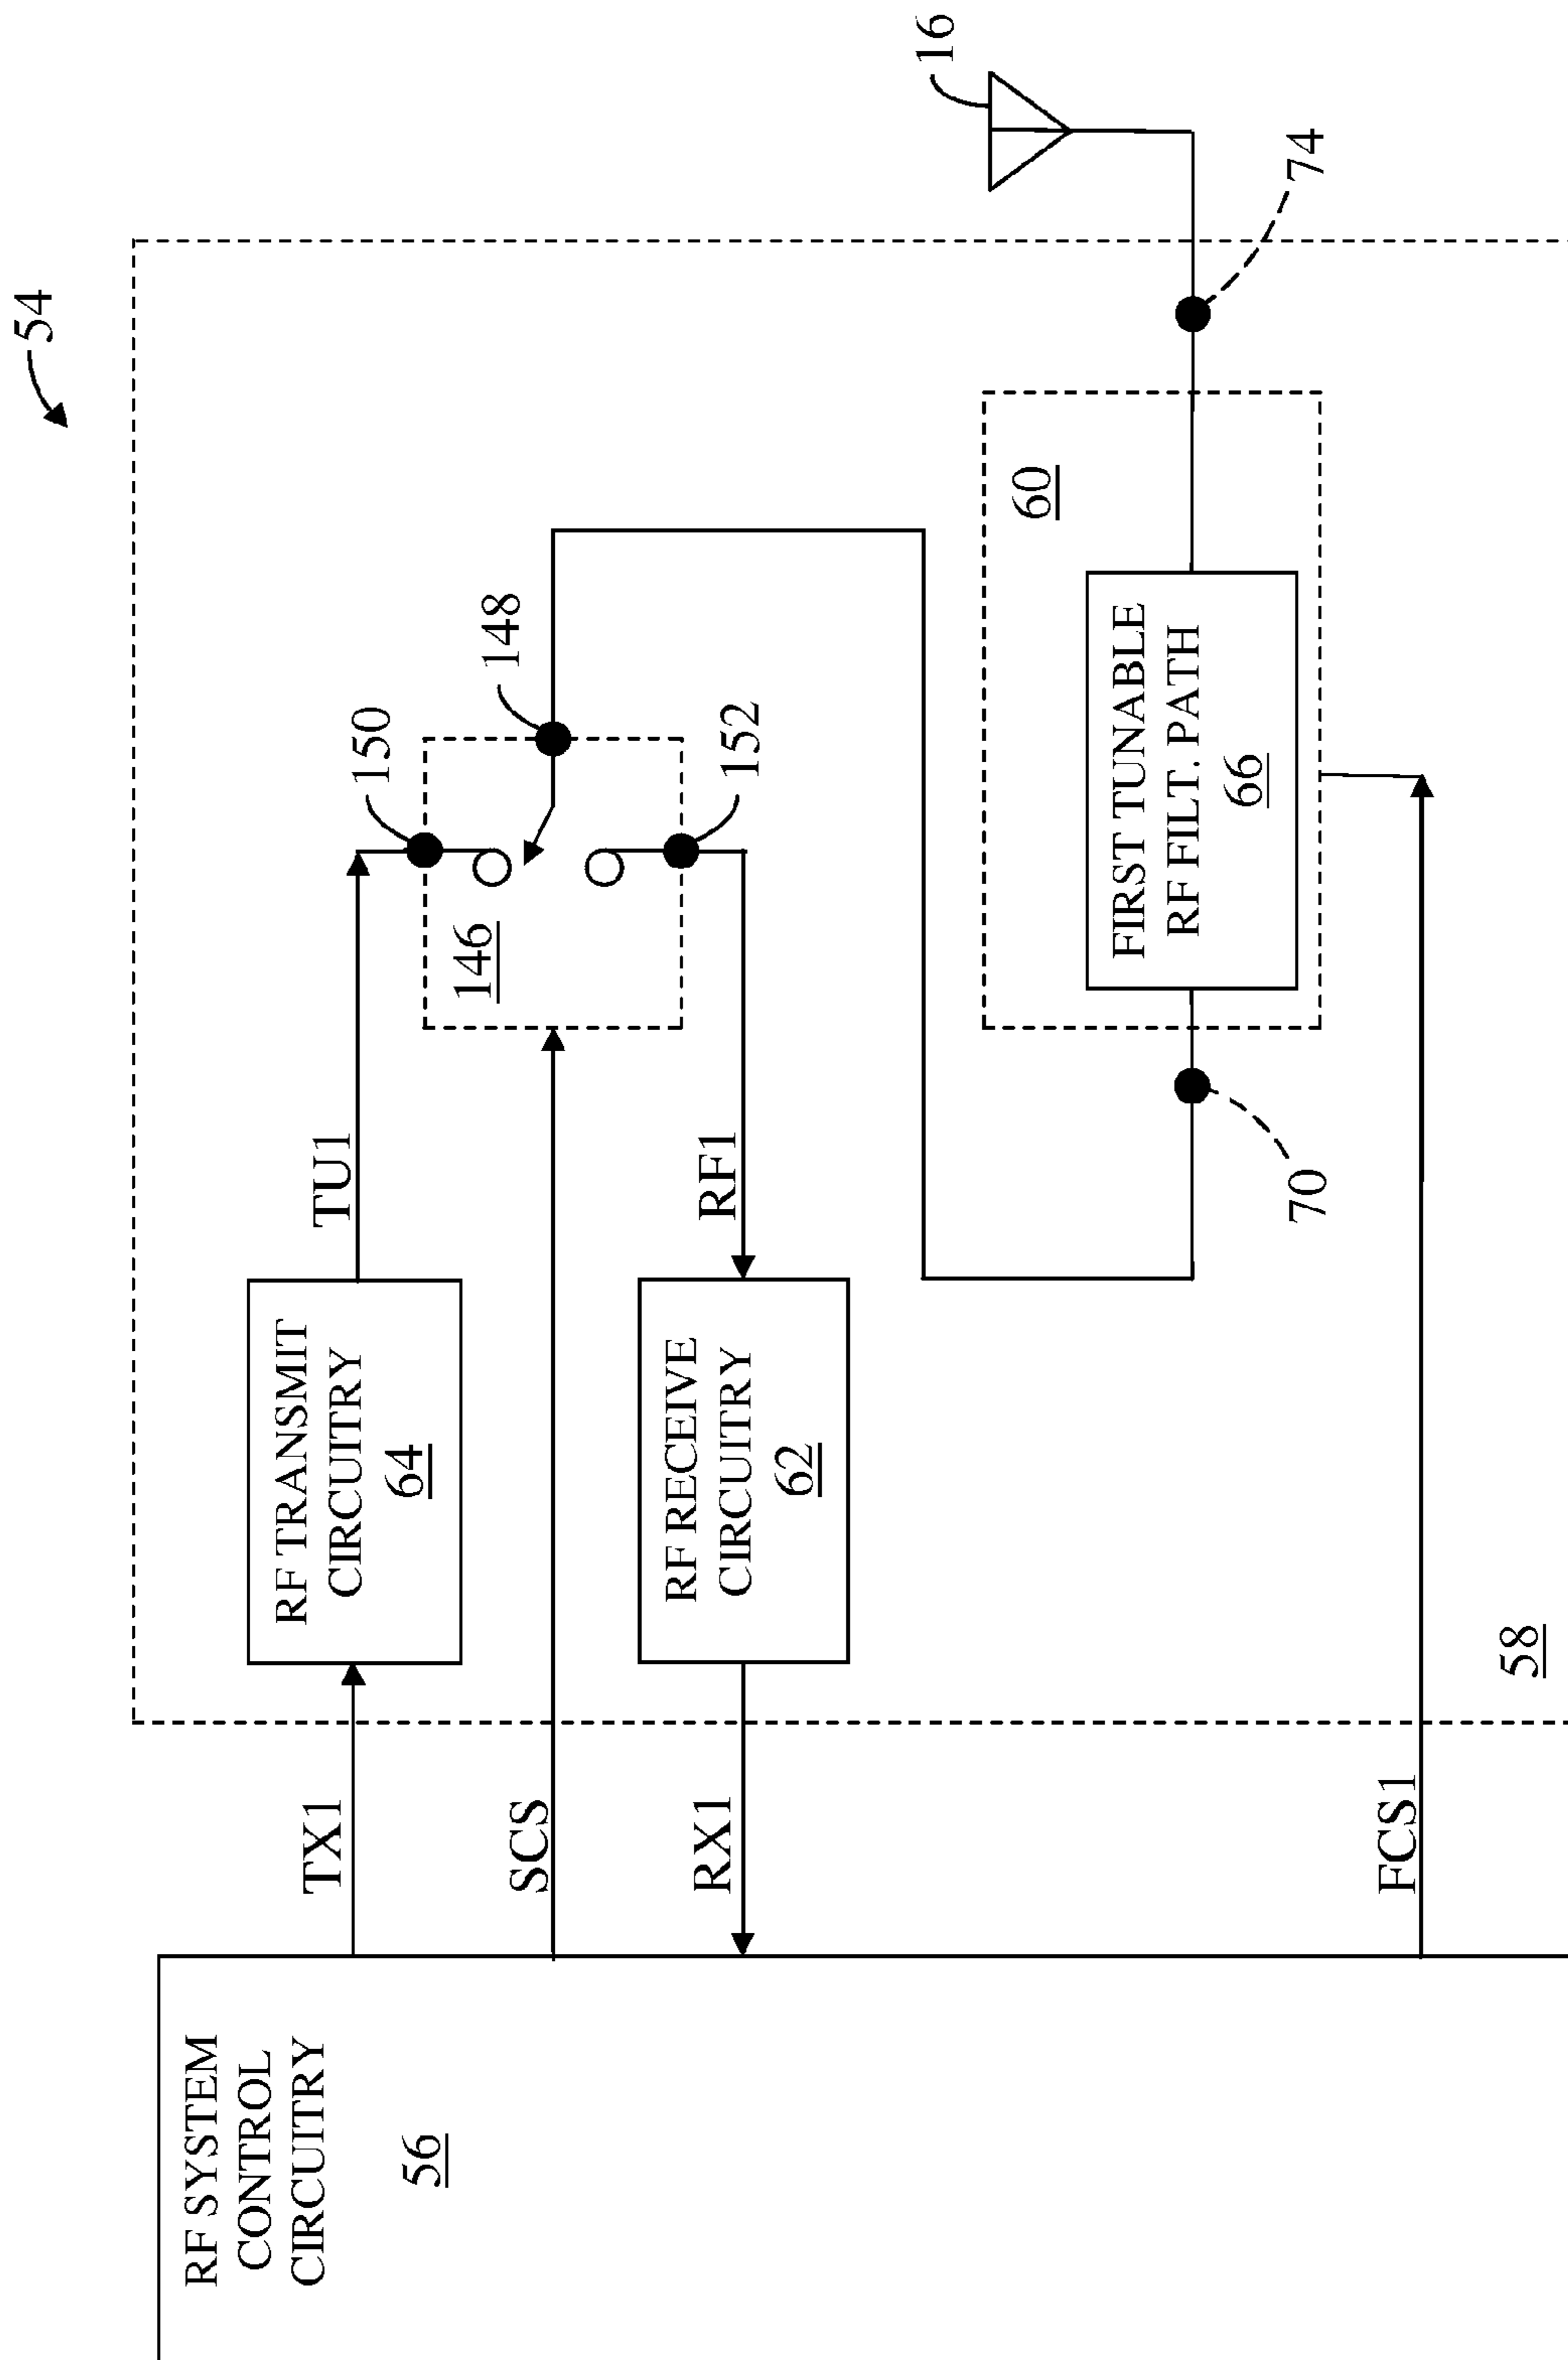 54
RF SYSTEM
CONTROL
CIRCUITRY
56
TX1
RF TRANSMIT
CIRCUITRY
64
TU1
150
SCS
146
148
RX1
RF RECEIVE
CIRCUITRY
62
RF1
152
16
60
FIRST TUNABLE
RF FILT. PATH
66
70
74
FCS1
58